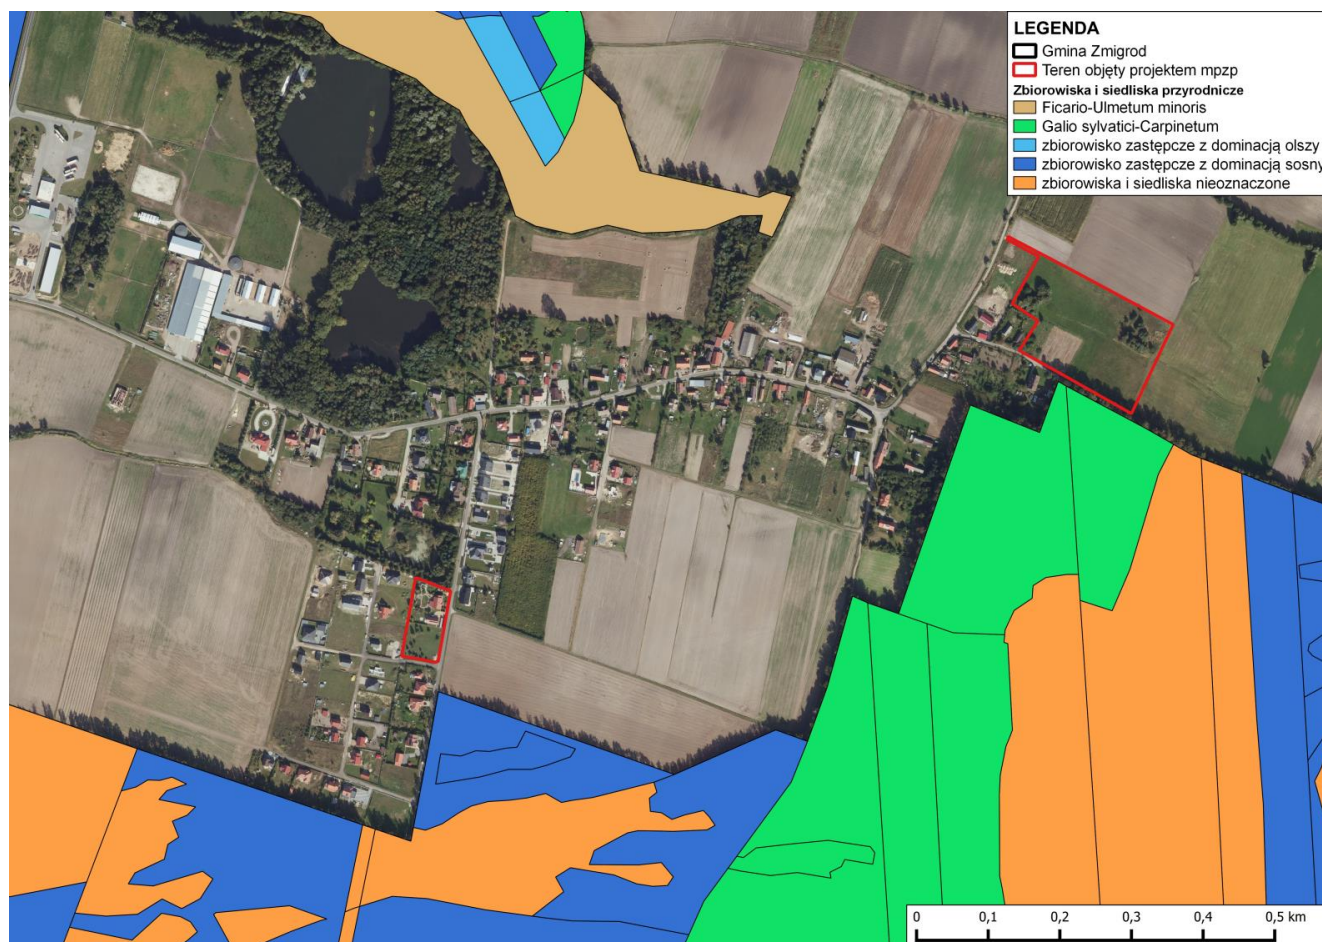 LEGENDA
Gmina Zmigrod
Teren objęty projektem mpzp
Zbiorowiska i siedliska przyrodnicze
Ficario-Ulmetum minoris
Galio sylvatici-Carpinetum
zbiorowisko zastępcze z dominacją olszy
zbiorowisko zastępcze z dominacją sosny
zbiorowiska i siedliska nieoznaczone
0 0,1 0,2 0,3 0,4 0,5 km